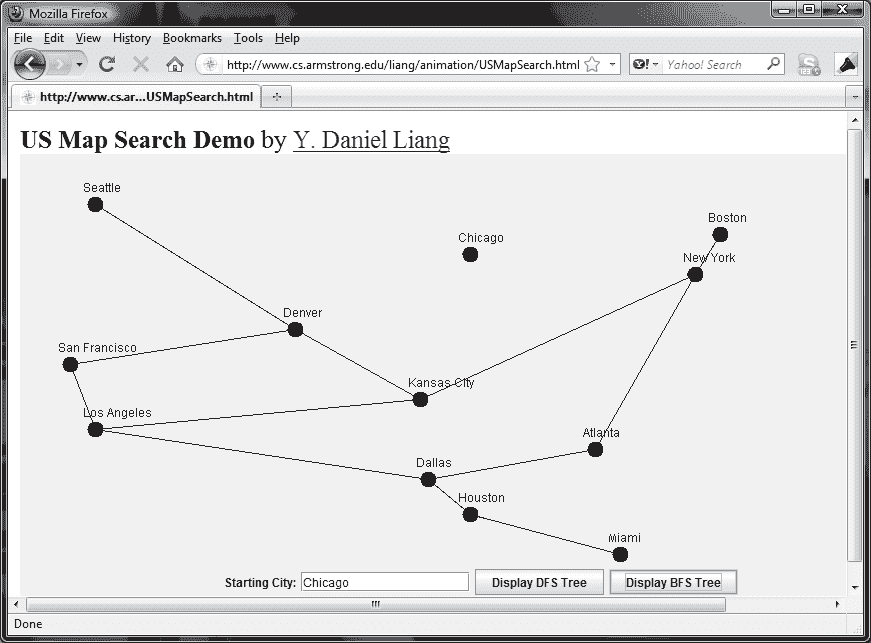 Mozilla Firefox
File Edit View History Bookmarks Tools Help
http://www.cs.armstrong.edu/liang/animation/USMapSearch.html Yahoo! Search
http://www.cs.ar...USMapSearch.html
US Map Search Demo by Y. Daniel Liang
Seattle
Boston
Chicago
New York
Denver
San Francisco
Kansas City
Los Angeles
Atlanta
Dallas
Houston
Miami
Starting City: Chicago Display DFS Tree Display BFS Tree
Done